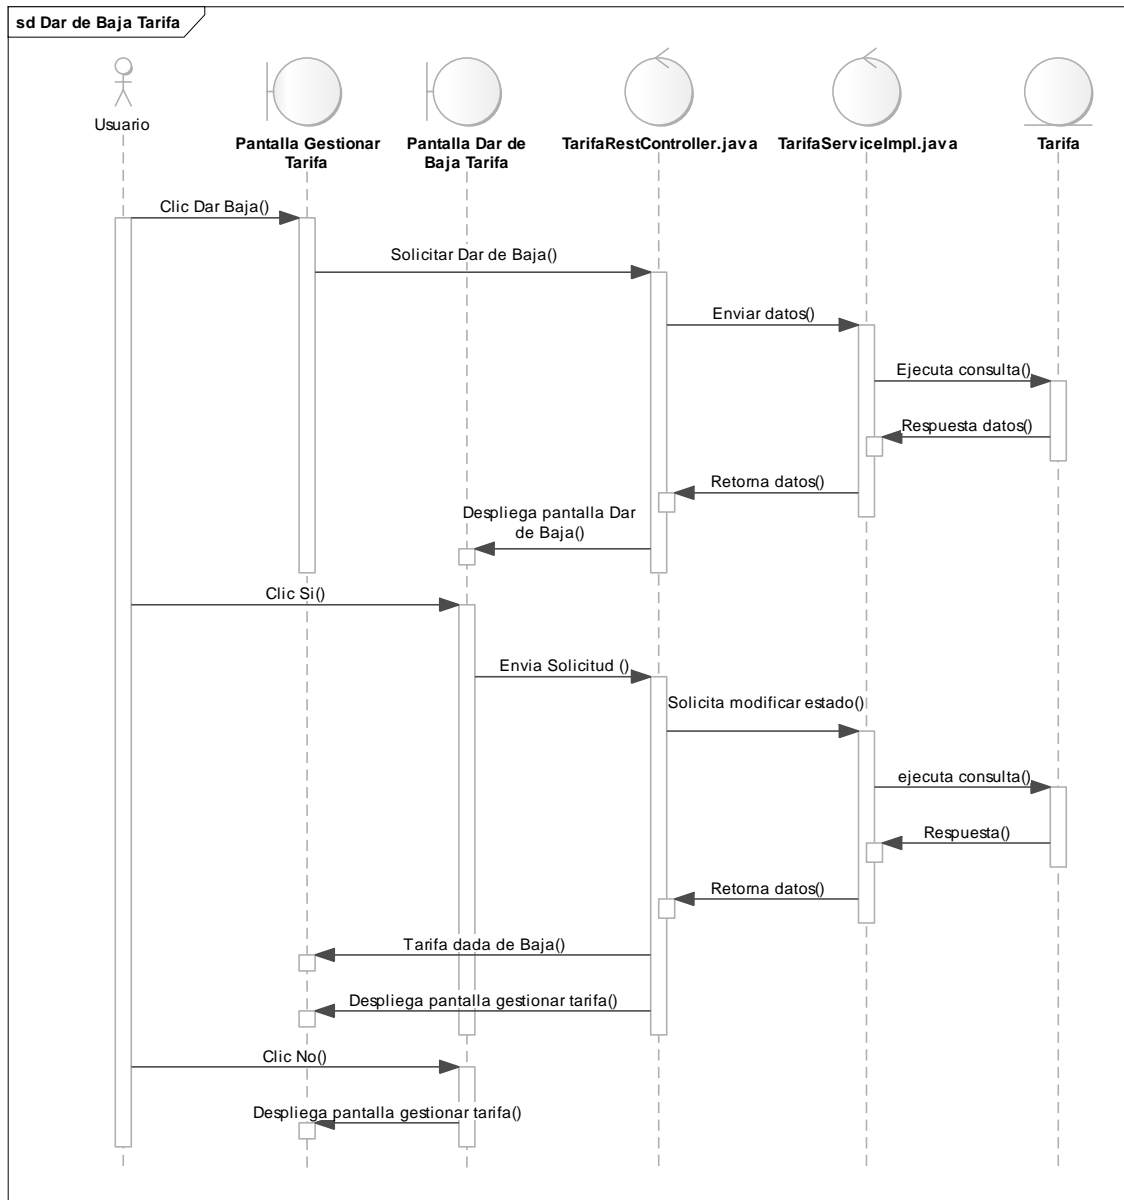 sd Dar de Baja Tarifa
Usuario
Pantalla Gestionar
Tarifa
Pantalla Dar de
Baja Tarifa
TarifaRestController.java
TarifaServiceImpl.java
Tarifa
Clic Dar Baja()
Solicitar Dar de Baja()
Enviar datos()
Ejecuta consulta()
Respuesta datos()
Retorna datos()
Despliega pantalla Dar
de Baja()
Clic Si()
Envia Solicitud ()
Solicita modificar estado()
ejecuta consulta()
Respuesta()
Retorna datos()
Tarifa dada de Baja()
Despliega pantalla gestionar tarifa()
Clic No()
Despliega pantalla gestionar tarifa()